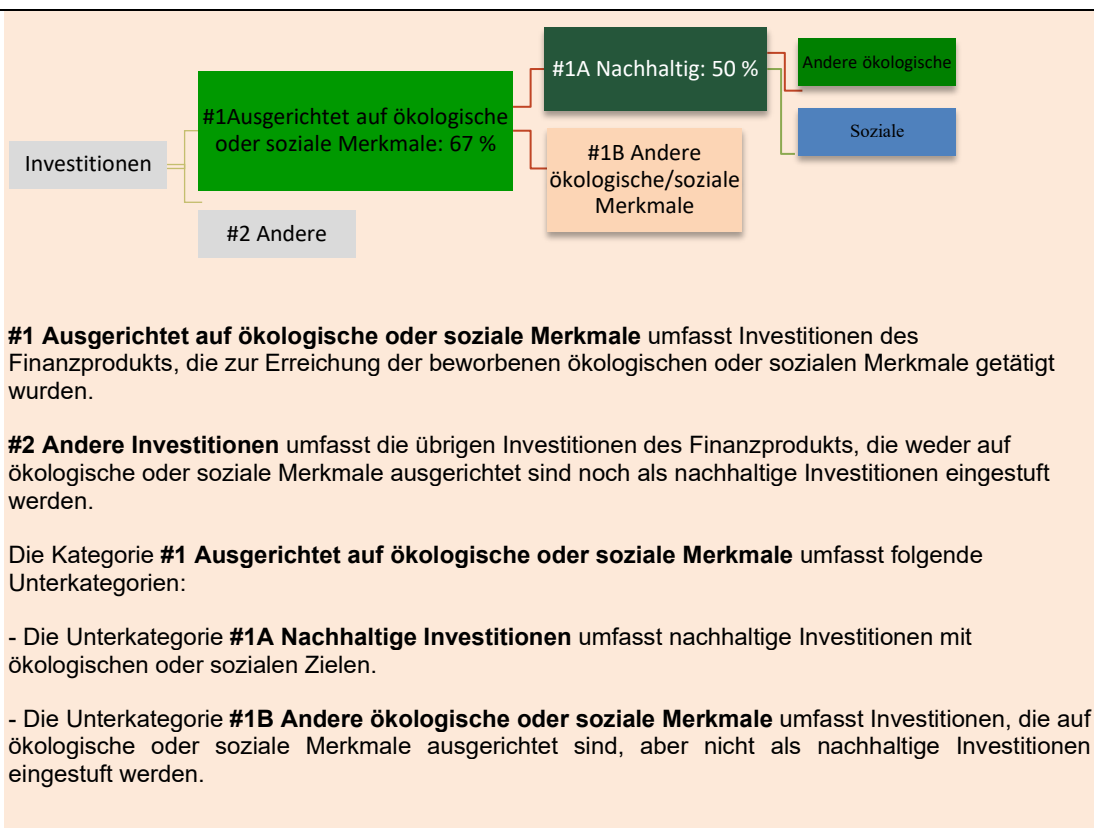 #1A Nachhaltig: 50 %
Andere ökologische
#1Ausgerichtet auf ökologische
oder soziale Merkmale: 67 %
Soziale
Investitionen
#1B Andere
ökologische/soziale
Merkmale
#2 Andere
#1 Ausgerichtet auf ökologische oder soziale Merkmale umfasst Investitionen des
Finanzprodukts, die zur Erreichung der beworbenen ökologischen oder sozialen Merkmale getätigt
wurden.
#2 Andere Investitionen umfasst die übrigen Investitionen des Finanzprodukts, die weder auf
ökologische oder soziale Merkmale ausgerichtet sind noch als nachhaltige Investitionen eingestuft
werden.
Die Kategorie #1 Ausgerichtet auf ökologische oder soziale Merkmale umfasst folgende
Unterkategorien:
- Die Unterkategorie #1A Nachhaltige Investitionen umfasst nachhaltige Investitionen mit
ökologischen oder sozialen Zielen.
- Die Unterkategorie #1B Andere ökologische oder soziale Merkmale umfasst Investitionen, die auf
ökologische oder soziale Merkmale ausgerichtet sind, aber nicht als nachhaltige Investitionen
eingestuft werden.